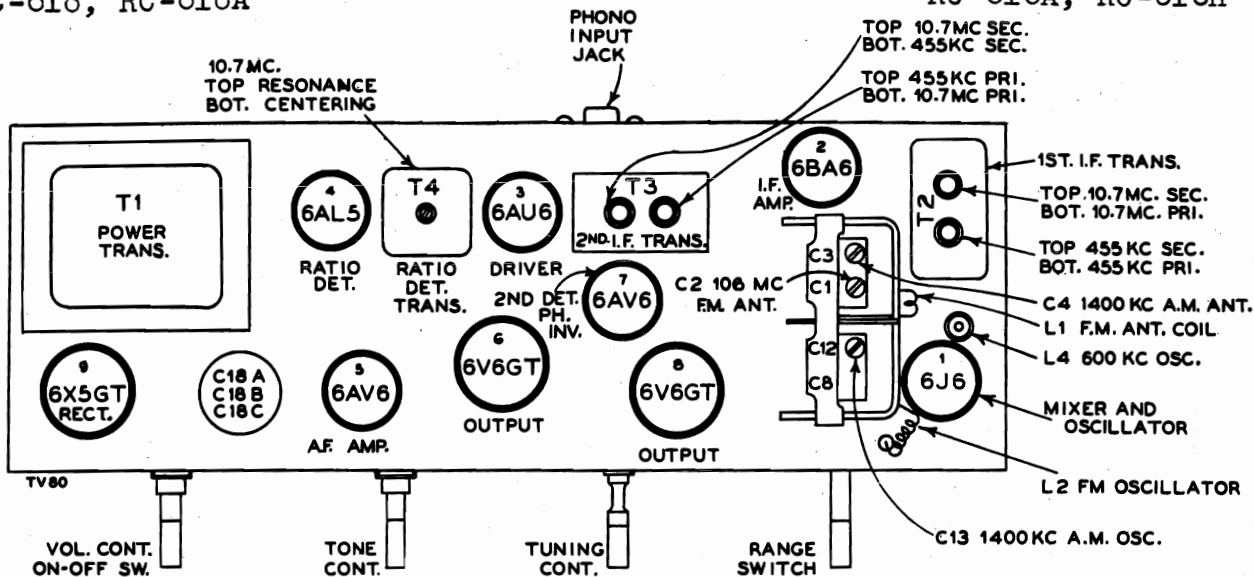 PHONO
INPUT
JACK
TOP 10.7MC. SEC.
BOT. 455KC SEC.
10.7MC.
TOP RESONANCE
BOT. CENTERING
TOP 455KC PRI.
BOT. 10.7MC PRI.
T1
POWER
TRANS.
4
6AL5
RATIO
DET.
T4
RATIO
DET.
TRANS.
3
6AU6
DRIVER
T3
2ND. I.F. TRANS.
2
6BA6
I.F.
AMP.
T2
1ST. I.F. TRANS.
TOP 10.7MC. SEC.
BOT. 10.7MC. PRI.
TOP 455 KC SEC.
BOT. 455 KC PRI.
C3
C1
C2 108 MC
F.M. ANT.
C4 1400 KC A.M. ANT.
L1 F.M. ANT. COIL
L4 600 KC OSC.
7
6AV6
2ND DET.
PH.
INV.
9
6X5GT
RECT.
C18 A
C18 B
C18 C
5
6AV6
A.F. AMP.
6
6V6GT
OUTPUT
8
6V6GT
OUTPUT
C12
C8
1
6J6
MIXER AND
OSCILLATOR
L2 FM OSCILLATOR
C13 1400 KC A.M. OSC.
TV80
VOL. CONT.
ON-OFF SW.
TONE
CONT.
TUNING
CONT.
RANGE
SWITCH